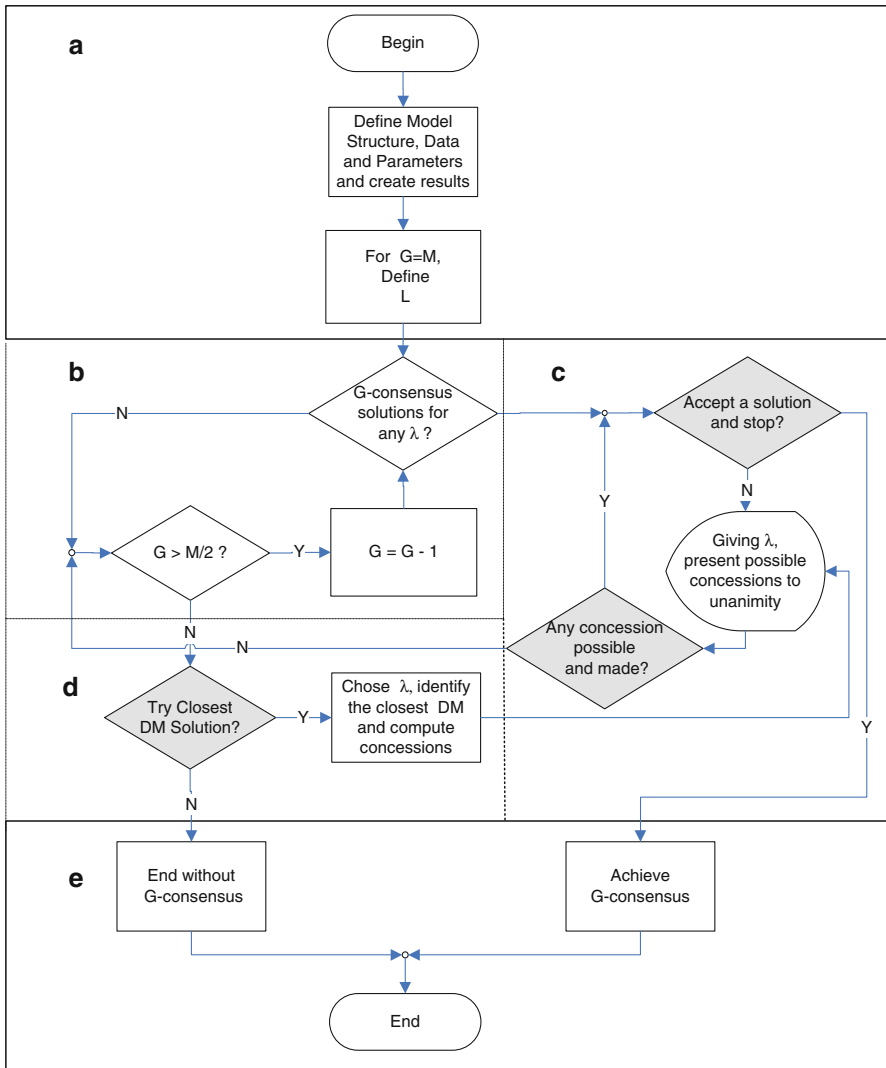 a
Begin
Define Model
Structure, Data
and Parameters
and create results
For G=M,
Define
L
b
G-consensus
solutions for
any λ ?
N
c
Accept a solution
and stop?
N
Y
G > M/2 ?
Y
G = G - 1
Y
Giving λ,
present possible
concessions to
unanimity
N
N
Any concession
possible
and made?
d
Try Closest
DM Solution?
Y
Chose λ, identify
the closest DM
and compute
concessions
Y
N
e
End without
G-consensus
Achieve
G-consensus
End